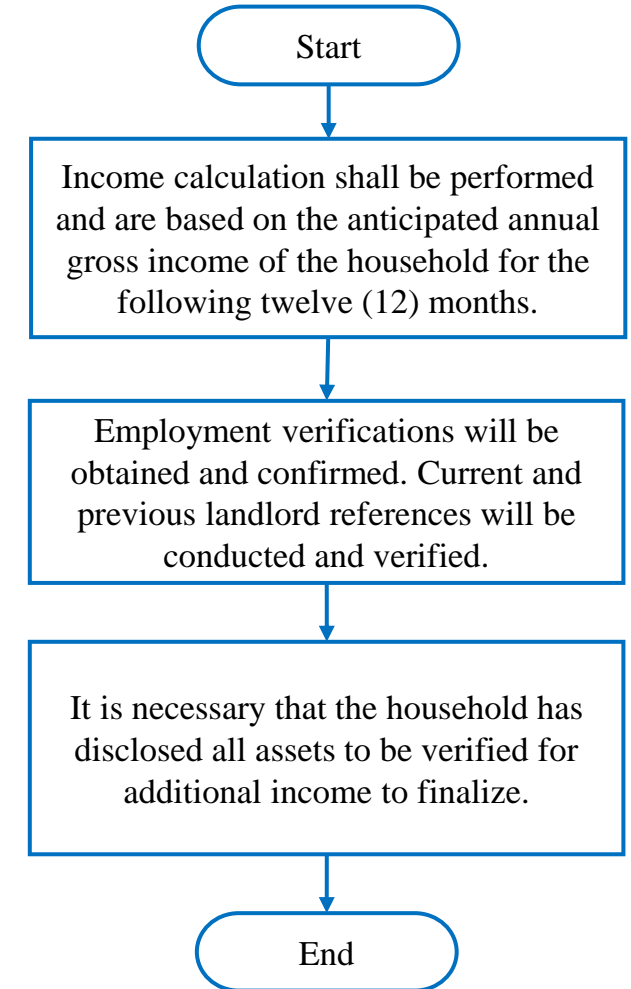 Start
Income calculation shall be performed
and are based on the anticipated annual
gross income of the household for the
following twelve (12) months.
Employment verifications will be
obtained and confirmed. Current and
previous landlord references will be
conducted and verified.
It is necessary that the household has
disclosed all assets to be verified for
additional income to finalize.
End